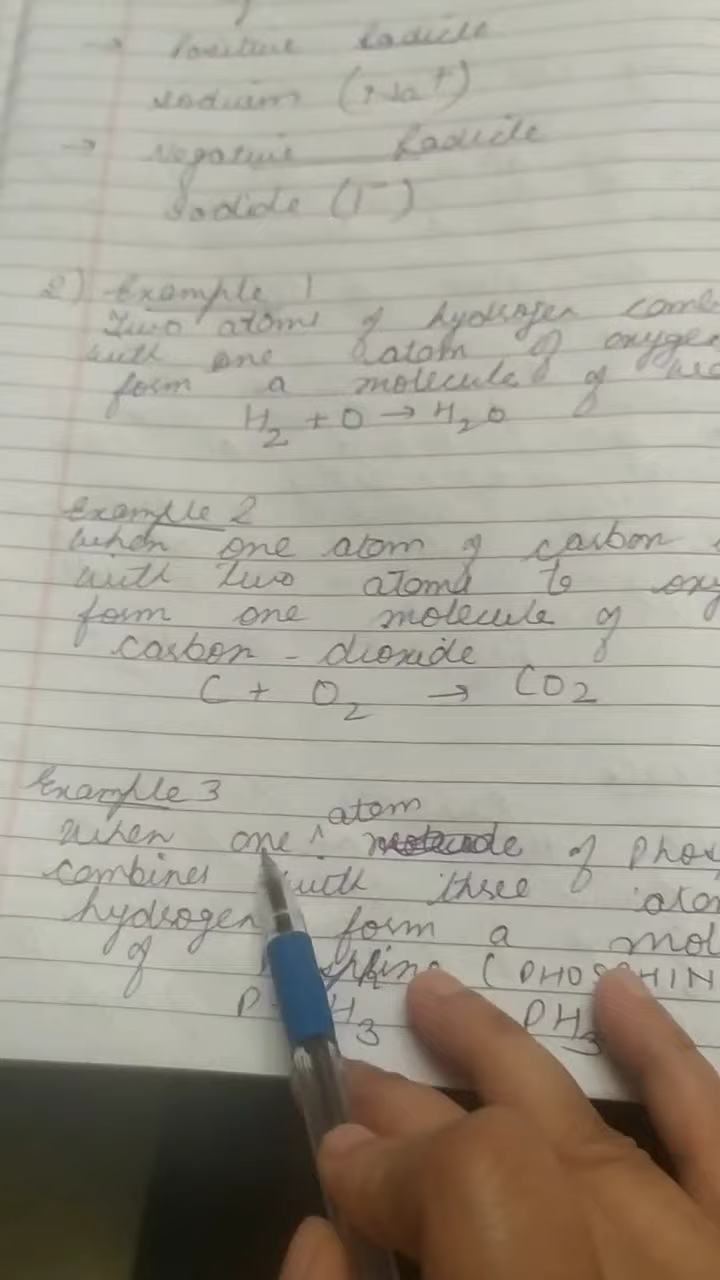 → Positive Radicle
sodium (Na⁺)
→ Negative Radicle
Iodide (I⁻)
2) Example 1
Two atoms of hydrogen
with one atom of
form a molecule of
H₂ + O → H₂O
Example 2
when one atom of carbon
with two atoms to
form one molecule of
carbon - dioxide
C + O₂ → CO₂
Example 3
when one ^ atom of
combines with three
hydrogen form a
of
H₃ PH₃